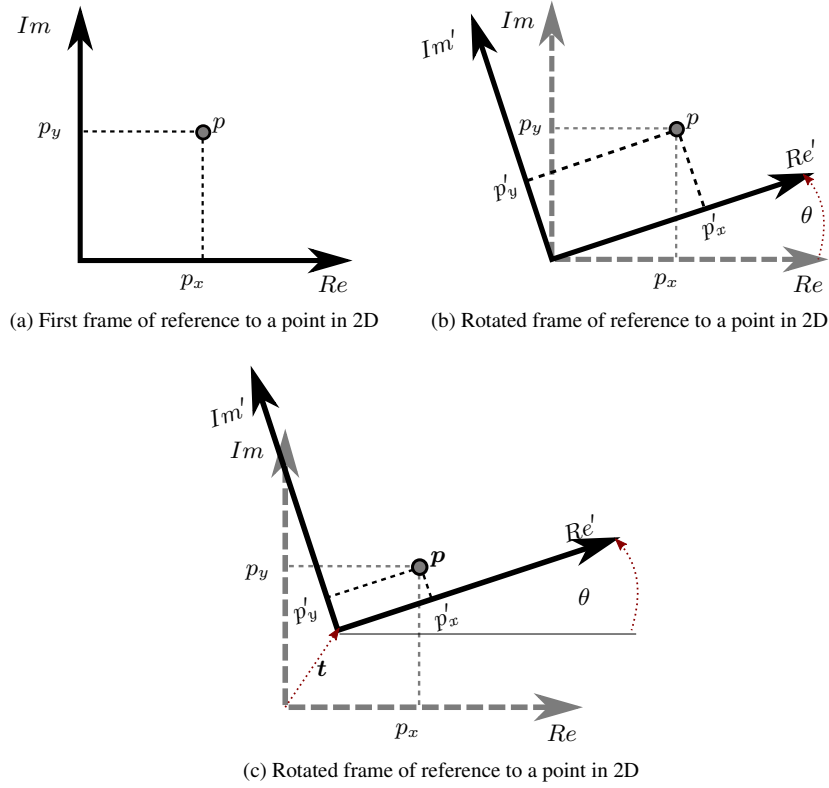 Im
p_y
p
p_x
Re
(a) First frame of reference to a point in 2D
Im'
Im
p_y
p
p'_y
Re'
p'_x
θ
p_x
Re
(b) Rotated frame of reference to a point in 2D
Im'
Im
p_y
p
Re'
p'_y
p'_x
θ
t
p_x
Re
(c) Rotated frame of reference to a point in 2D